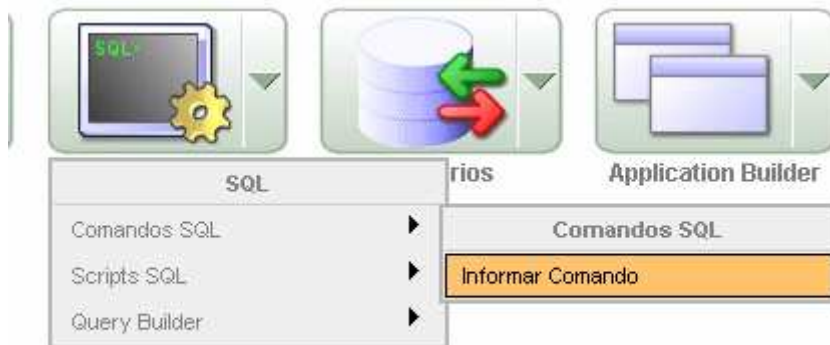 SQL>
rios
Application Builder
SQL
Comandos SQL
Scripts SQL
Query Builder
Comandos SQL
Informar Comando